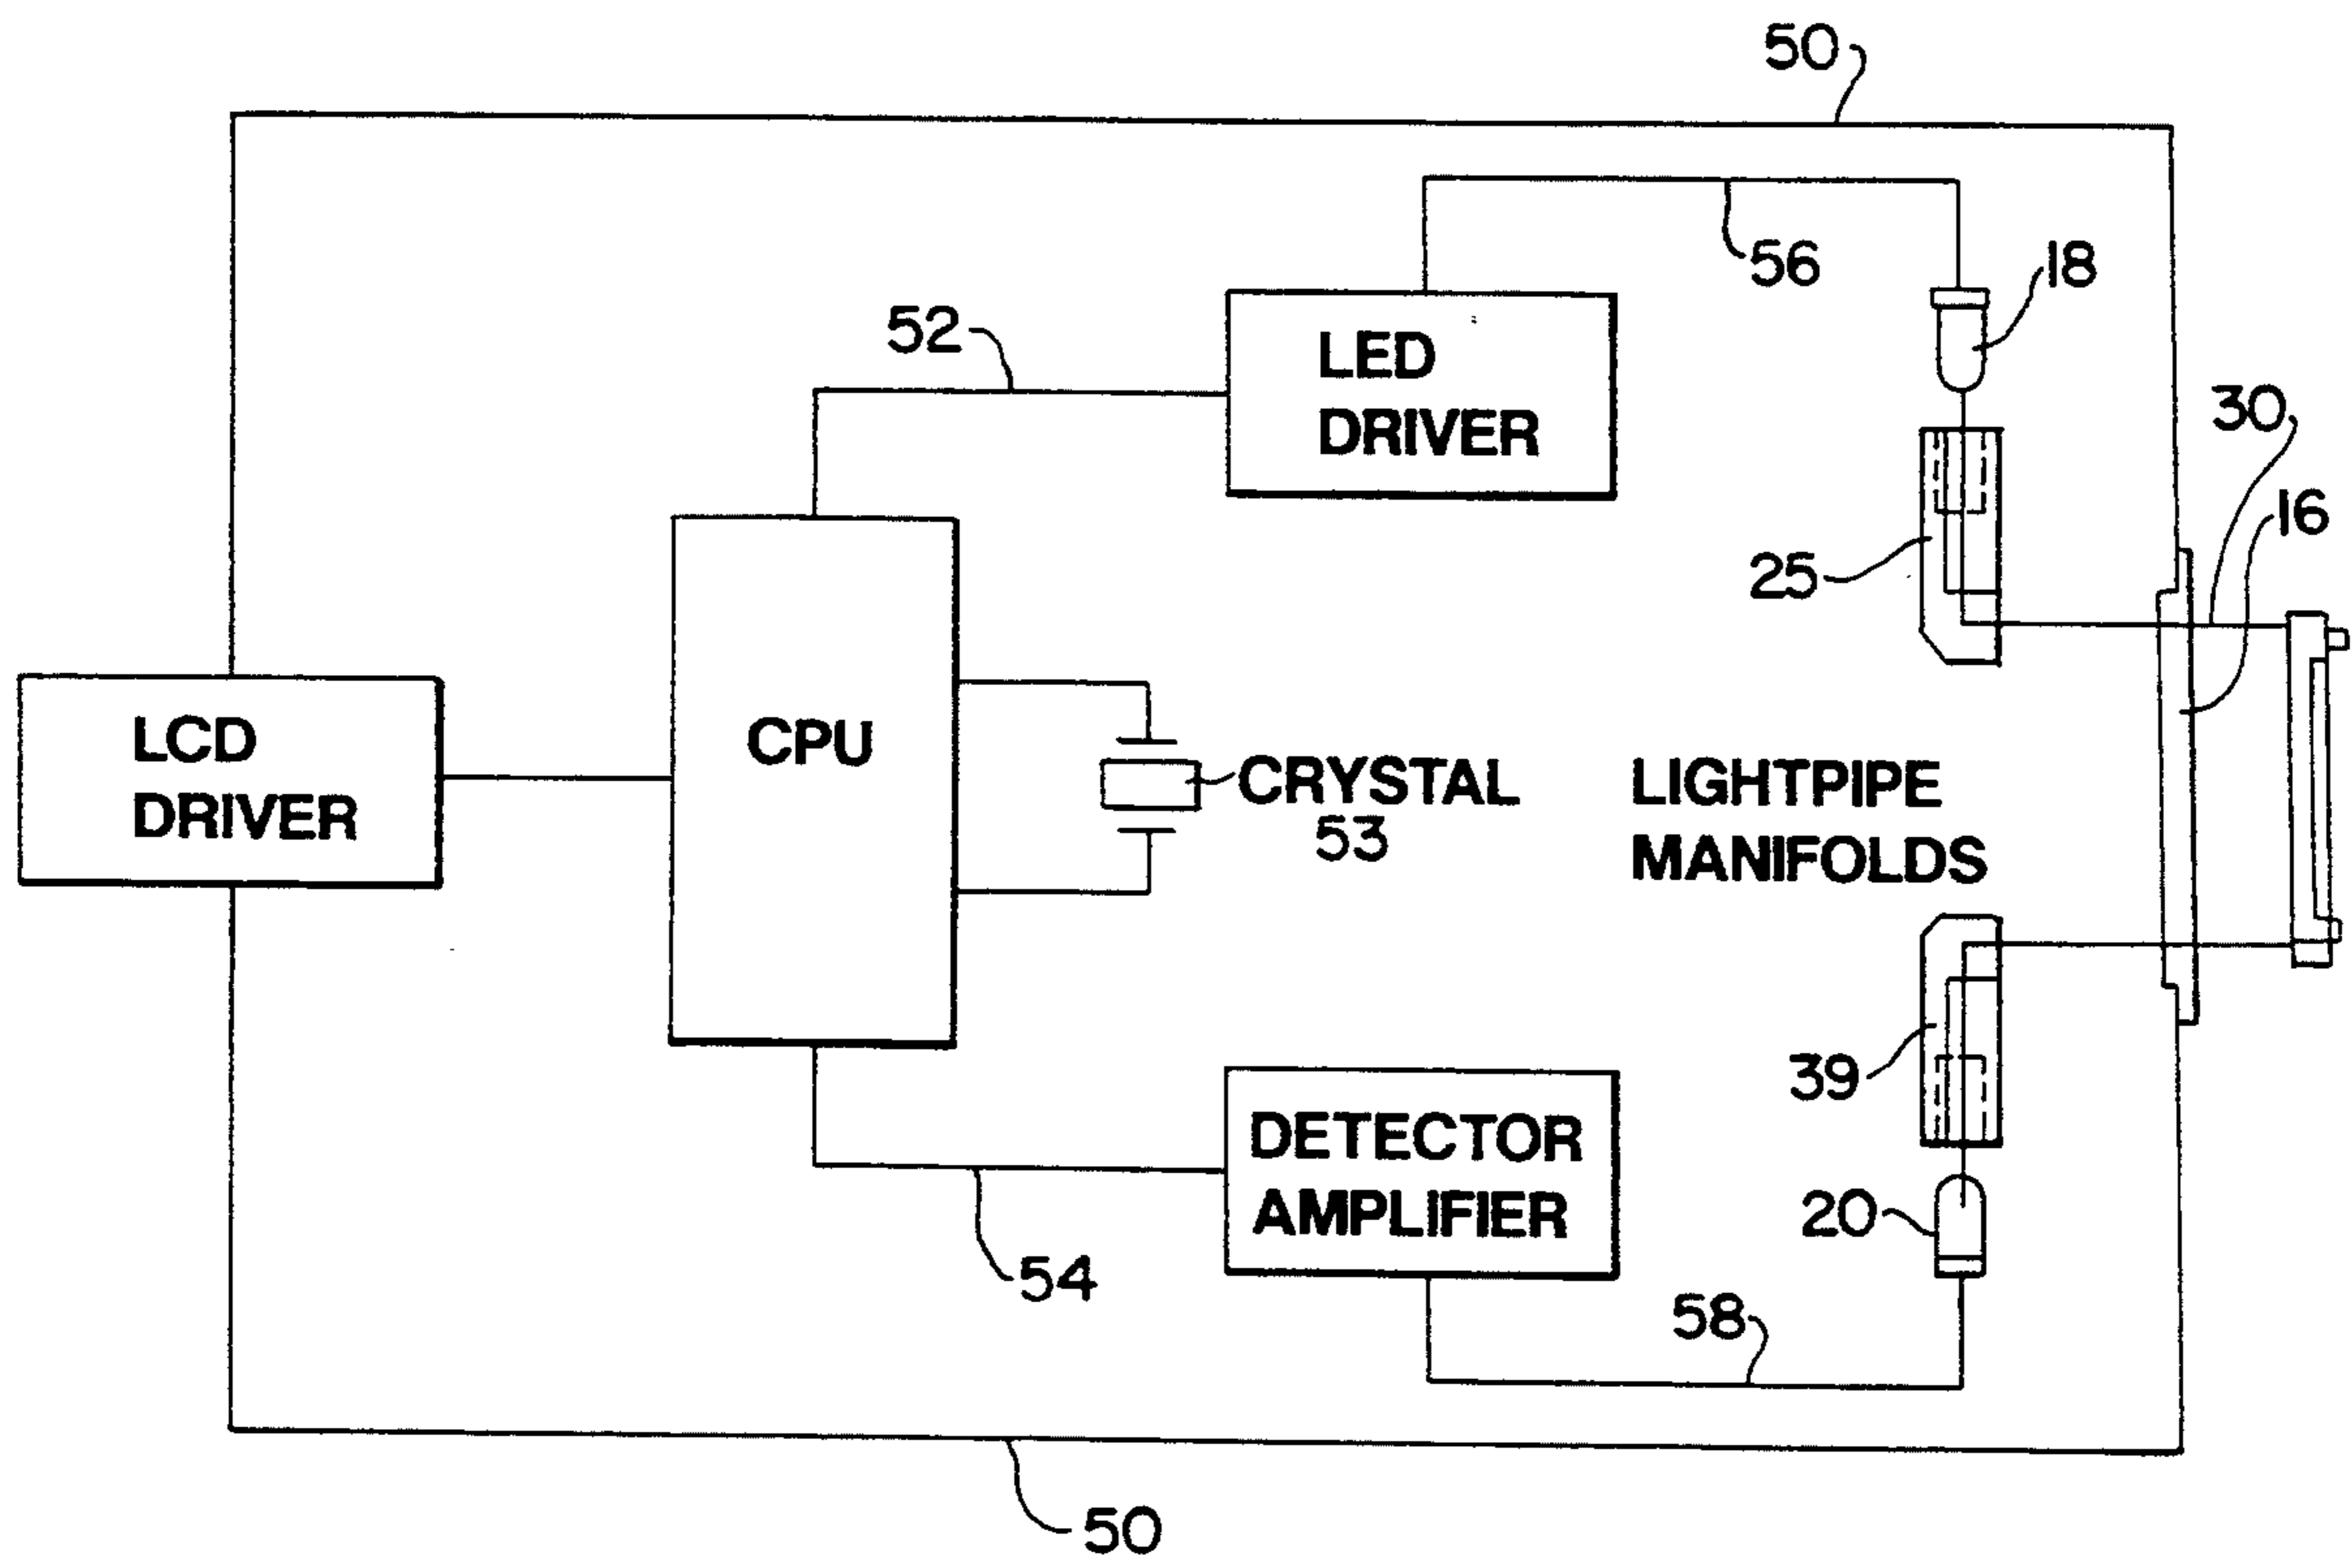 50
56
18
52
LED
DRIVER
30
16
25
LCD
DRIVER
CPU
CRYSTAL
53
LIGHTPIPE
MANIFOLDS
39
DETECTOR
AMPLIFIER
20
54
58
50